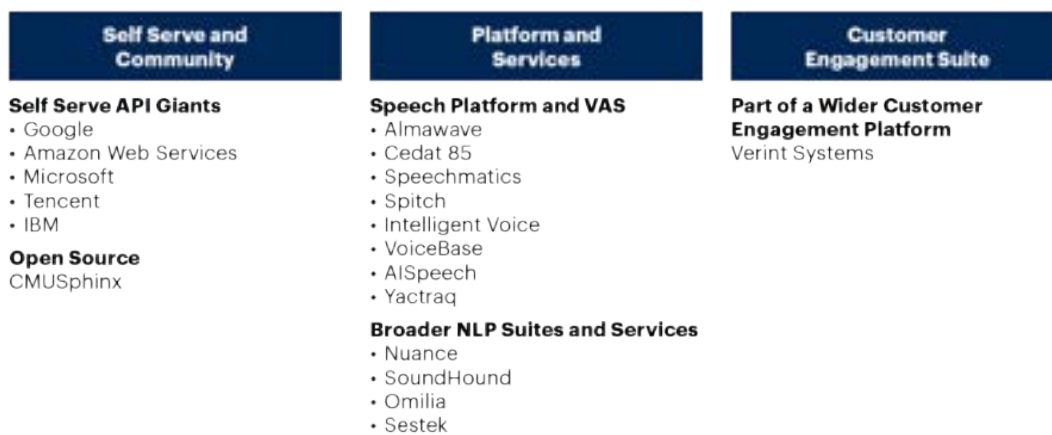 Self Serve and
Community
Self Serve API Giants
• Google
• Amazon Web Services
• Microsoft
• Tencent
• IBM
Open Source
CMUSphinx
Platform and
Services
Speech Platform and VAS
• Almawave
• Cedat 85
• Speechmatics
• Spitch
• Intelligent Voice
• VoiceBase
• AISpeech
• Yactraq
Broader NLP Suites and Services
• Nuance
• SoundHound
• Omilia
• Sestek
Customer
Engagement Suite
Part of a Wider Customer
Engagement Platform
Verint Systems